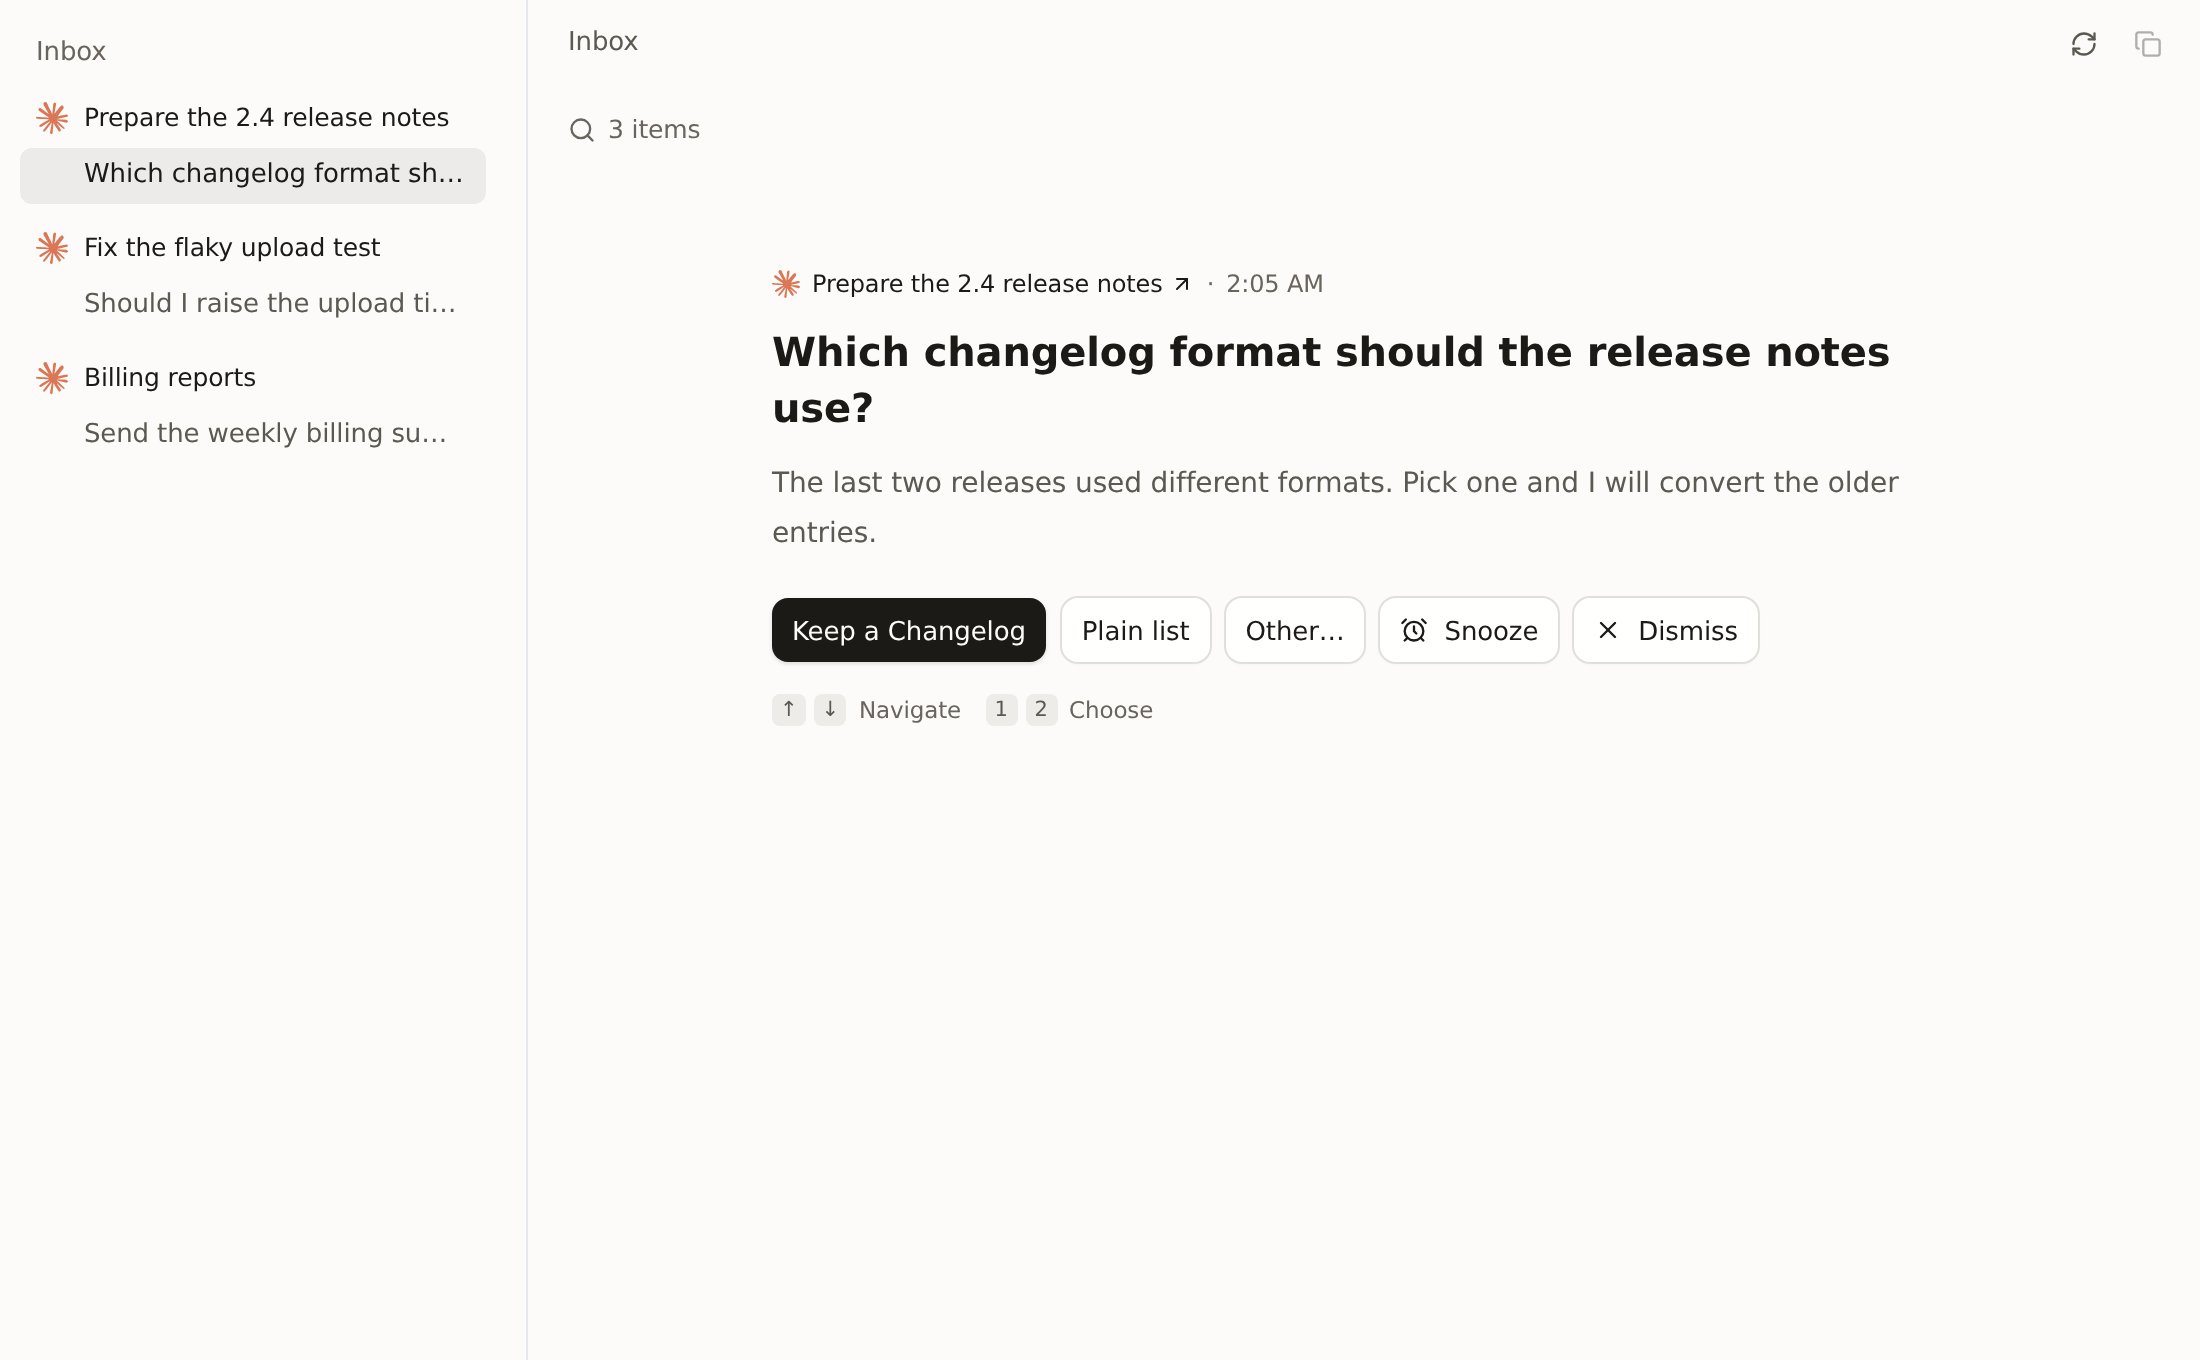 Inbox
Prepare the 2.4 release notes
Which changelog format sh…
Fix the flaky upload test
Should I raise the upload ti…
Billing reports
Send the weekly billing su…
Inbox
3 items
Prepare the 2.4 release notes ↗ · 2:05 AM
Which changelog format should the release notes
use?
The last two releases used different formats. Pick one and I will convert the older
entries.
Keep a Changelog Plain list Other… Snooze Dismiss
↑ ↓ Navigate 1 2 Choose